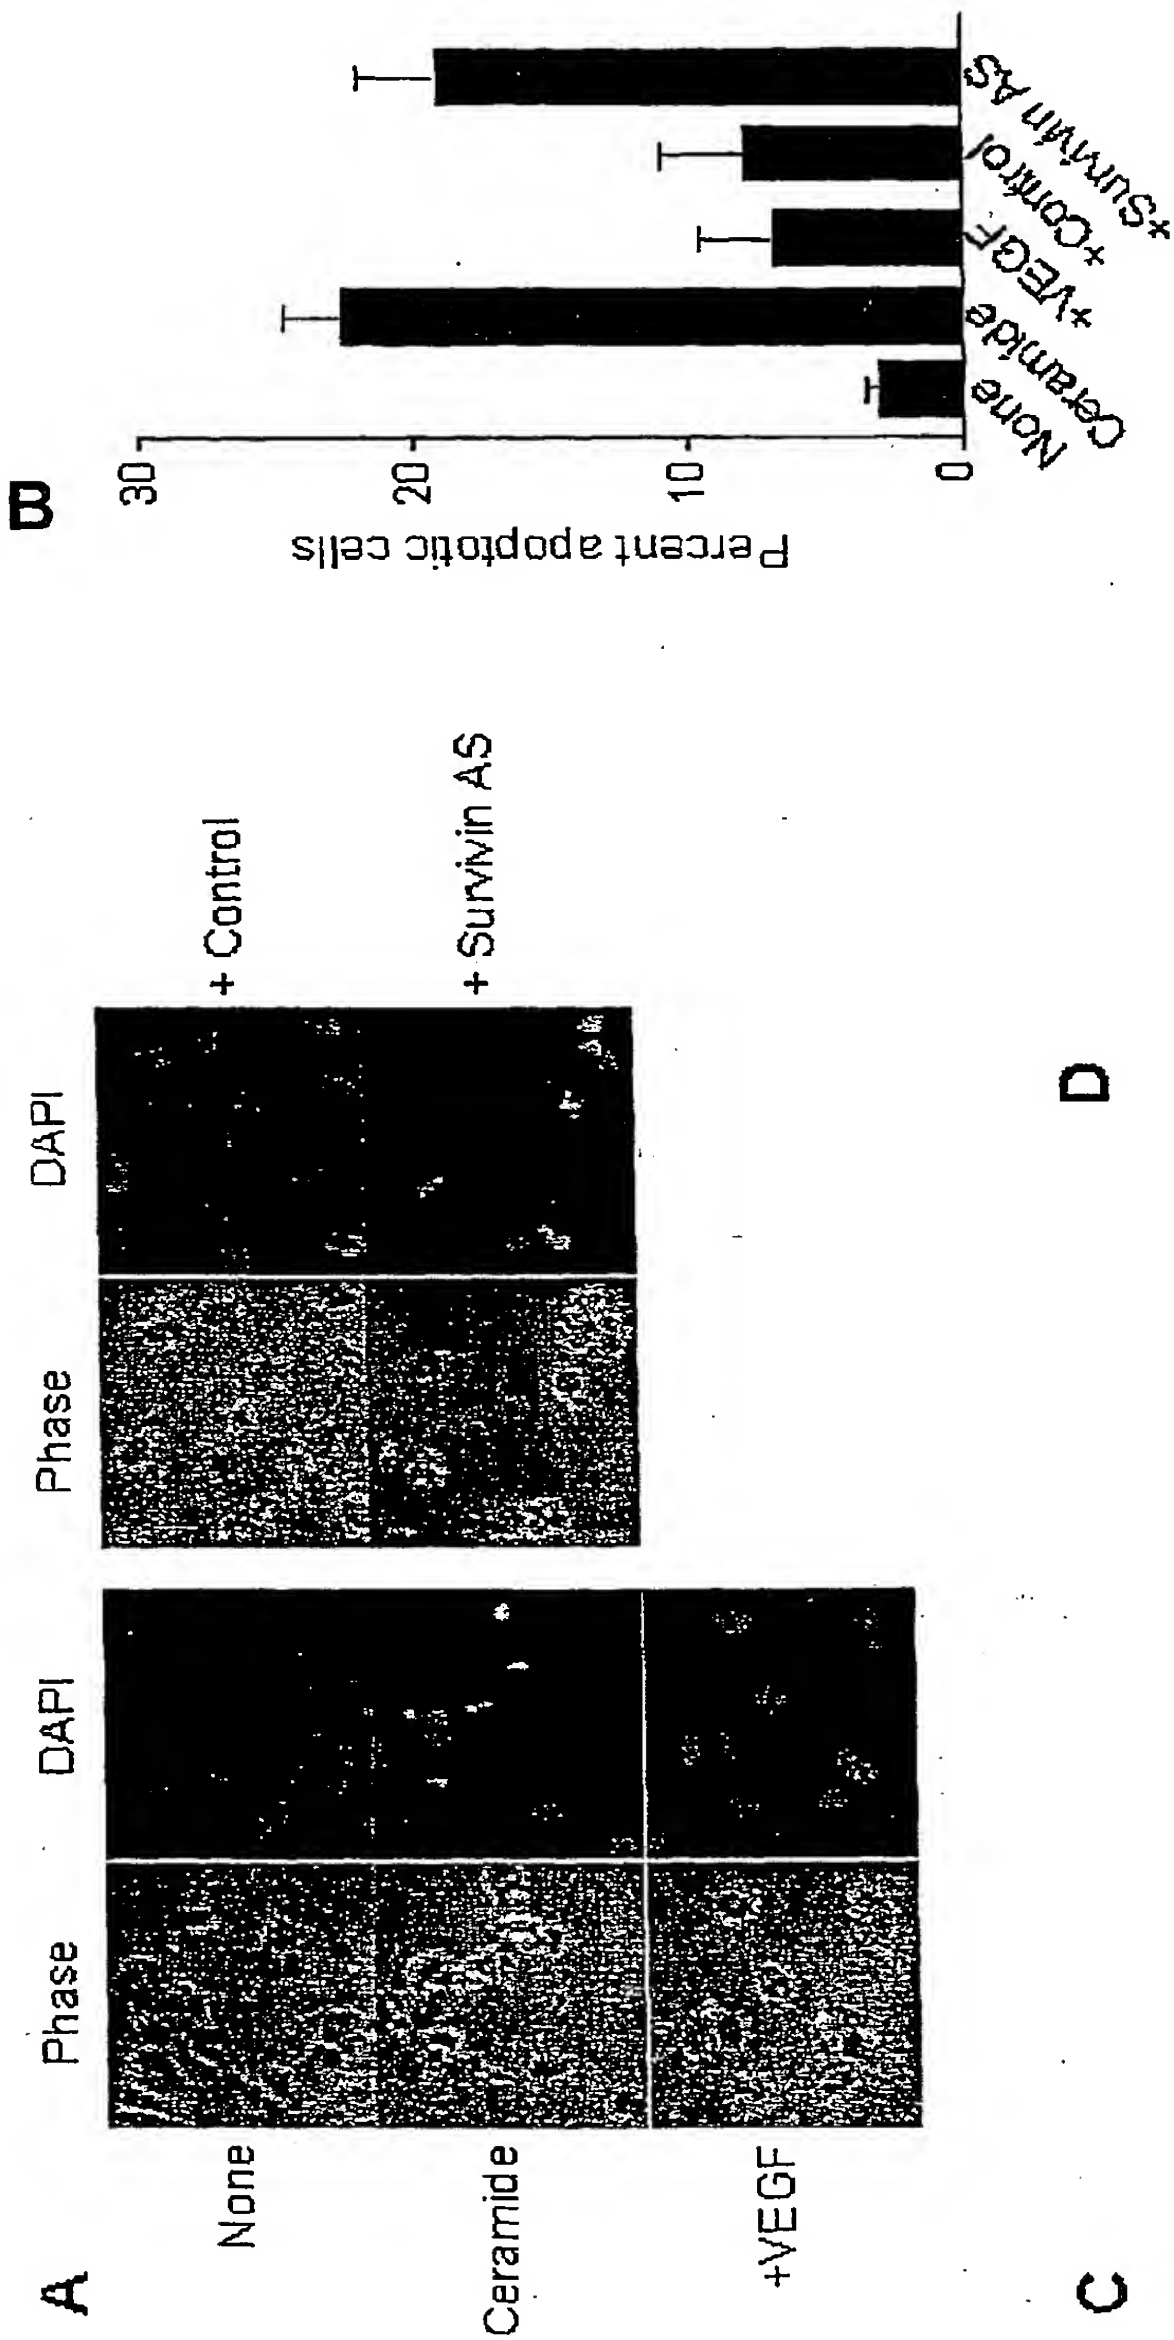 A
Phase
DAPI
None
Ceramide
+VEGF
Phase
DAPI
+ Control
+ Survivin AS
B
Percent apoptotic cells
30
20
10
0
None
Ceramide
+VEGF
+Control
+Survivin AS
C
D